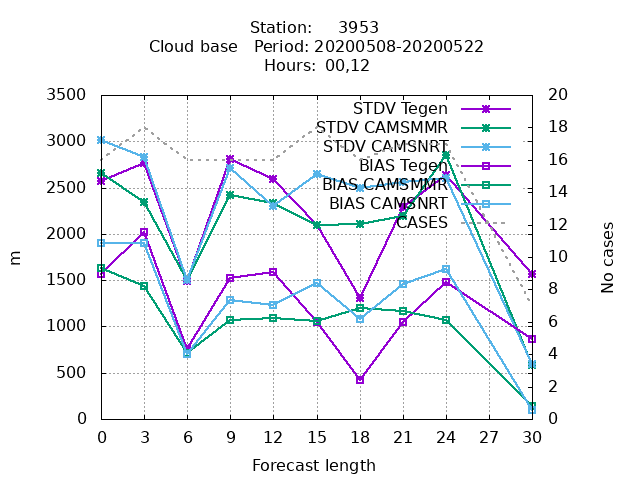 Station: 3953
Cloud base Period: 20200508-20200522
Hours: 00,12
3500
3000
2500
2000
1500
1000
500
0
m
20
18
16
14
12
10
8
6
4
2
0
No cases
STDV Tegen
STDV CAMSMMR
STDV CAMSNRT
BIAS Tegen
BIAS CAMSMMR
BIAS CAMSNRT
CASES
0 3 6 9 12 15 18 21 24 27 30
Forecast length